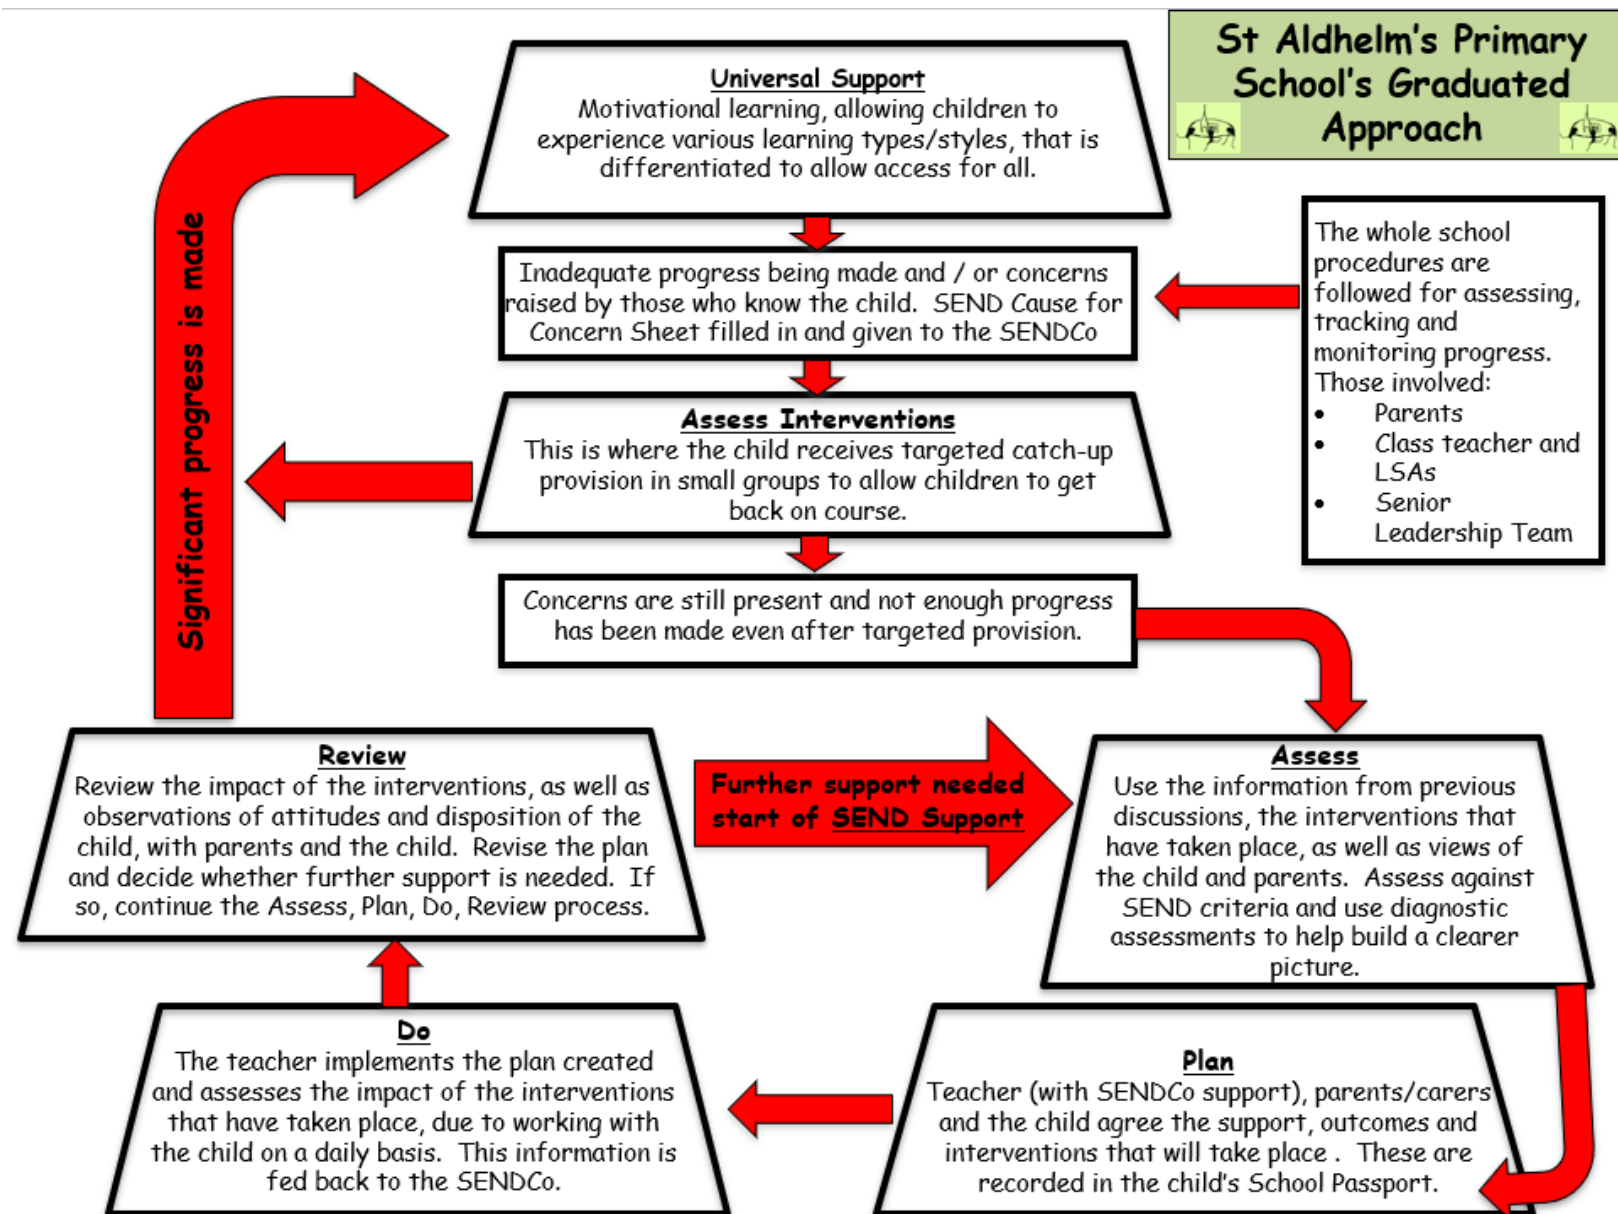 St Aldhelm's Primary
School's Graduated
Approach
Universal Support
Motivational learning, allowing children to
experience various learning types/styles, that is
differentiated to allow access for all.
Inadequate progress being made and / or concerns
raised by those who know the child.  SEND Cause for
Concern Sheet filled in and given to the SENDCo
The whole school
procedures are
followed for assessing,
tracking and
monitoring progress.
Those involved:
• Parents
• Class teacher and
LSAs
• Senior
Leadership Team
Assess Interventions
This is where the child receives targeted catch-up
provision in small groups to allow children to get
back on course.
Significant progress is made
Concerns are still present and not enough progress
has been made even after targeted provision.
Further support needed
start of SEND Support
Assess
Use the information from previous
discussions, the interventions that
have taken place, as well as views of
the child and parents.  Assess against
SEND criteria and use diagnostic
assessments to help build a clearer
picture.
Plan
Teacher (with SENDCo support), parents/carers
and the child agree the support, outcomes and
interventions that will take place .  These are
recorded in the child's School Passport.
Do
The teacher implements the plan created
and assesses the impact of the interventions
that have taken place, due to working with
the child on a daily basis.  This information is
fed back to the SENDCo.
Review
Review the impact of the interventions, as well as
observations of attitudes and disposition of the
child, with parents and the child.  Revise the plan
and decide whether further support is needed.  If
so, continue the Assess, Plan, Do, Review process.